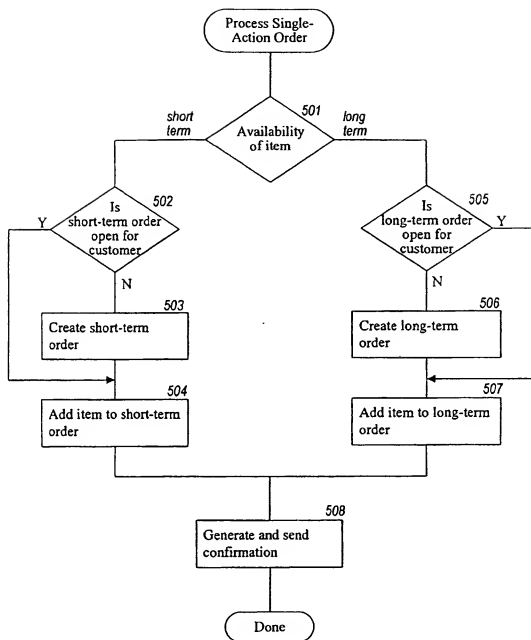 Process Single-
Action Order
501
short
term
Availability
of item
long
term
502
Is
short-term order
open for
customer
Y
N
505
Is
long-term order
open for
customer
Y
N
503
Create short-term
order
506
Create long-term
order
504
Add item to short-term
order
507
Add item to long-term
order
508
Generate and send
confirmation
Done